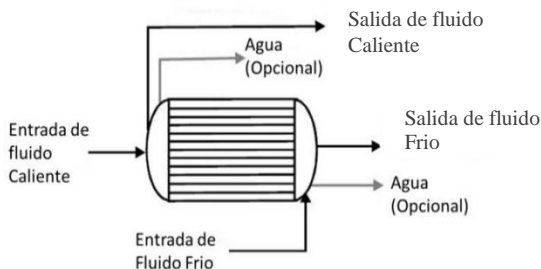 Salida de fluido
Caliente
Agua
(Opcional)
Salida de fluido
Frio
Entrada de
fluido
Caliente
Agua
(Opcional)
Entrada de
Fluido Frio